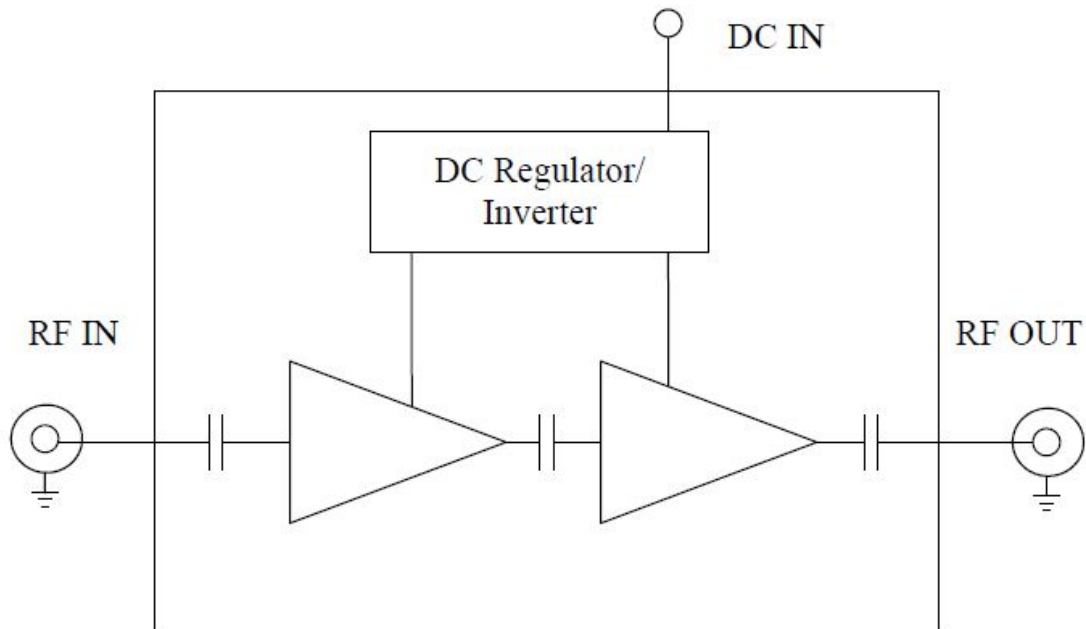 DC IN
DC Regulator/
Inverter
RF IN
RF OUT